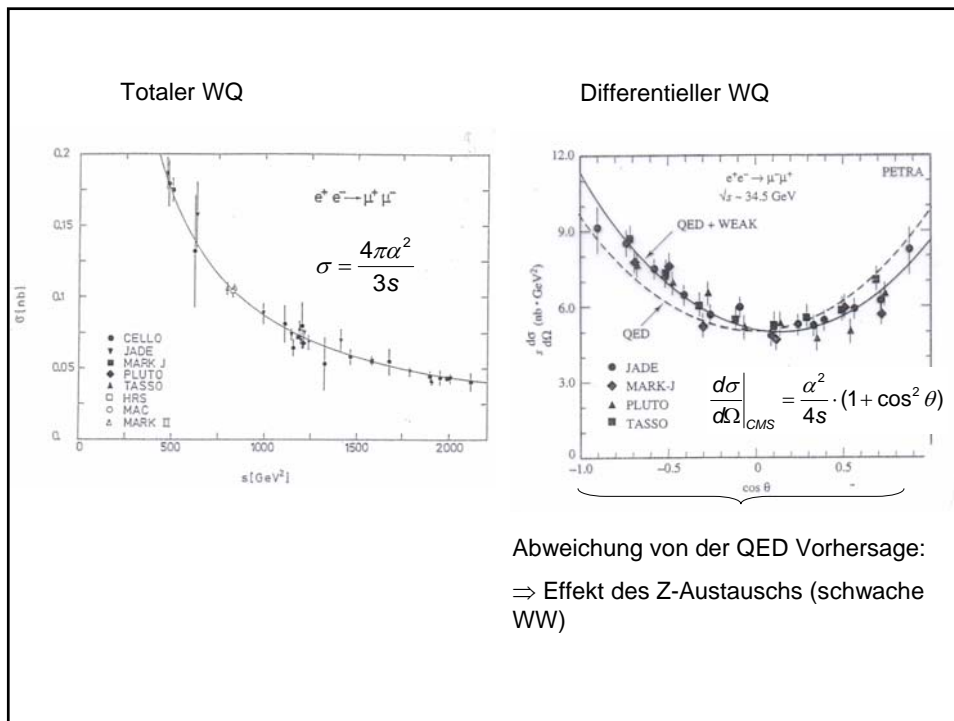 Totaler WQ
0.2
0.15
0.1
0.05
0.
σ [nb]
e⁺ e⁻ → μ⁺ μ⁻
σ = 4πα² / 3s
CELLO
JADE
MARK J
PLUTO
TASSO
HRS
MAC
MARK II
0 500 1000 1500 2000
s [GeV²]
Differentieller WQ
12.0
9.0
6.0
3.0
0
s dσ/dΩ (nb · GeV²)
e⁺e⁻ → μ⁻μ⁺
√s ~ 34.5 GeV
PETRA
QED + WEAK
QED
JADE
MARK-J
PLUTO
TASSO
dσ/dΩ |CMS = α²/4s · (1 + cos² θ)
−1.0 −0.5 0 0.5
cos θ
Abweichung von der QED Vorhersage:
⇒ Effekt des Z-Austauschs (schwache
WW)